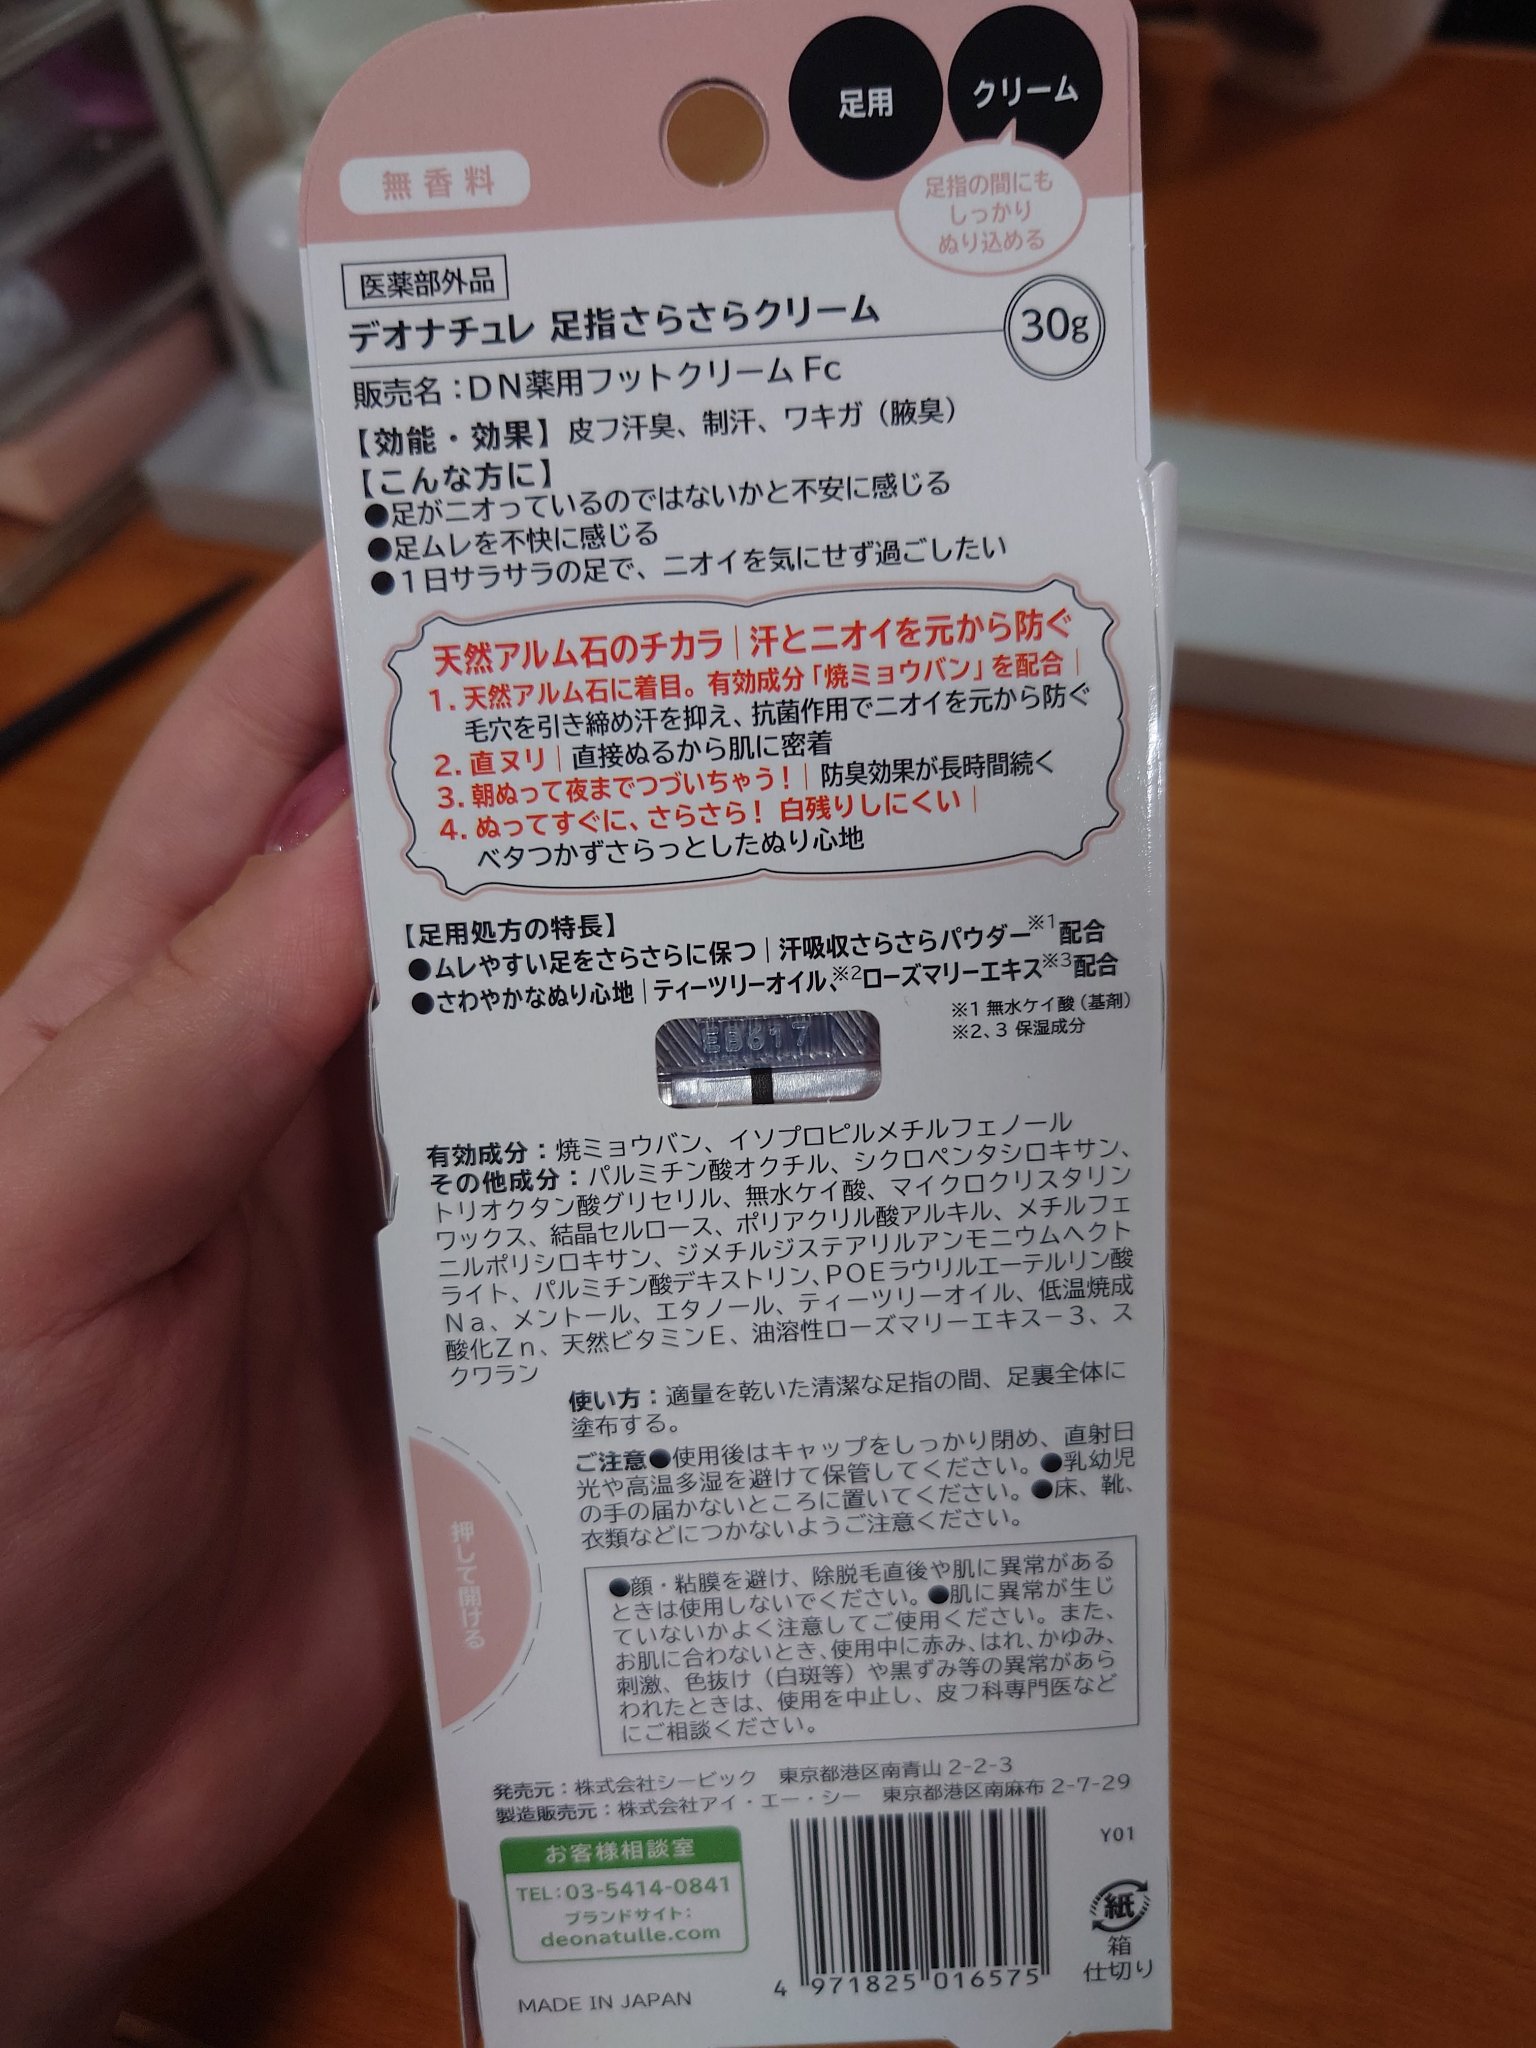 足用
クリーム
足指の間にも
しっかり
ぬり込める
無香料
医薬部外品
デオナチュレ 足指さらさらクリーム
30g
販売名：DN薬用フットクリーム Fc
【効能・効果】皮フ汗臭、制汗、ワキガ（腋臭）
【こんな方に】
●足がニオっているのではないかと不安に感じる
●足ムレを不快に感じる
●1日サラサラの足で、ニオイを気にせず過ごしたい
天然アルム石のチカラ｜汗とニオイを元から防ぐ
1. 天然アルム石に着目。有効成分「焼ミョウバン」を配合｜
毛穴を引き締め汗を抑え、抗菌作用でニオイを元から防ぐ
2. 直ヌリ｜直接ぬるから肌に密着
3. 朝ぬって夜までつづいちゃう！｜防臭効果が長時間続く
4. ぬってすぐに、さらさら！ 白残りしにくい｜
ベタつかずさらっとしたぬり心地
【足用処方の特長】
●ムレやすい足をさらさらに保つ｜汗吸収さらさらパウダー※1配合
●さわやかなぬり心地｜ティーツリーオイル、※2ローズマリーエキス※3配合
※1 無水ケイ酸（基剤）
※2、3 保湿成分
EB617
有効成分：焼ミョウバン、イソプロピルメチルフェノール
その他成分：パルミチン酸オクチル、シクロペンタシロキサン、
トリオクタン酸グリセリル、無水ケイ酸、マイクロクリスタリン
ワックス、結晶セルロース、ポリアクリル酸アルキル、メチルフェ
ニルポリシロキサン、ジメチルジステアリルアンモニウムヘクト
ライト、パルミチン酸デキストリン、POEラウリルエーテルリン酸
Na、メントール、エタノール、ティーツリーオイル、低温焼成
酸化Zn、天然ビタミンE、油溶性ローズマリーエキス－3、ス
クワラン
使い方：適量を乾いた清潔な足指の間、足裏全体に
塗布する。
ご注意●使用後はキャップをしっかり閉め、直射日
光や高温多湿を避けて保管してください。●乳幼児
の手の届かないところに置いてください。●床、靴、
衣類などにつかないようご注意ください。
押して開ける
●顔・粘膜を避け、除脱毛直後や肌に異常がある
ときは使用しないでください。●肌に異常が生じ
ていないかよく注意してご使用ください。また、
お肌に合わないとき、使用中に赤み、はれ、かゆみ、
刺激、色抜け（白斑等）や黒ずみ等の異常があら
われたときは、使用を中止し、皮フ科専門医など
にご相談ください。
発売元：株式会社シービック　東京都港区南青山 2-2-3
製造販売元：株式会社アイ・エー・シー　東京都港区南麻布 2-7-29
お客様相談室
TEL：03-5414-0841
ブランドサイト：
deonatulle.com
MADE IN JAPAN
4 971825 016575
Y01
紙
箱
仕切り